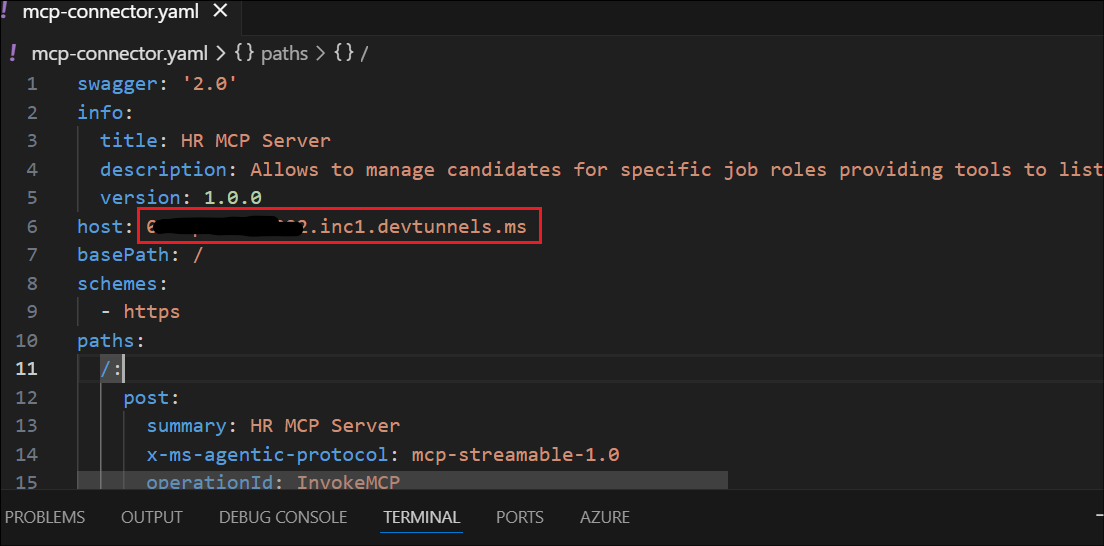 ! mcp-connector.yaml ×
! mcp-connector.yaml > {} paths > {} /
1 swagger: '2.0'
2 info:
3 title: HR MCP Server
4 description: Allows to manage candidates for specific job roles providing tools to list
5 version: 1.0.0
6 host: 2.inc1.devtunnels.ms
7 basePath: /
8 schemes:
9 - https
10 paths:
11 /:
12 post:
13 summary: HR MCP Server
14 x-ms-agentic-protocol: mcp-streamable-1.0
15 operationId: InvokeMCP
PROBLEMS OUTPUT DEBUG CONSOLE TERMINAL PORTS AZURE